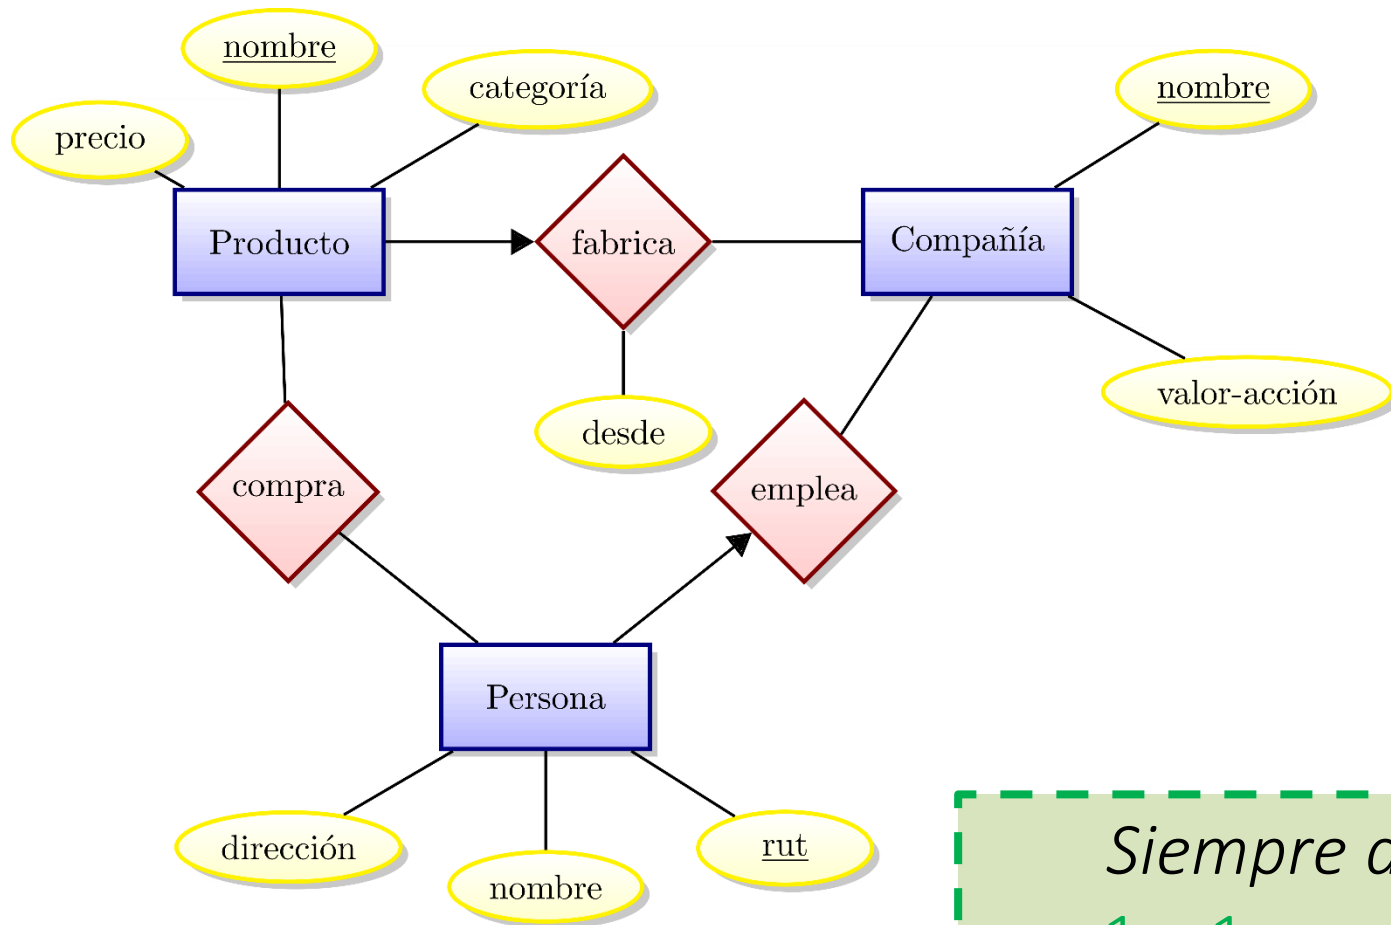 nombre
categoría
nombre
precio
Producto
fabrica
Compañía
desde
valor-acción
compra
emplea
Persona
dirección
nombre
rut
Siempre